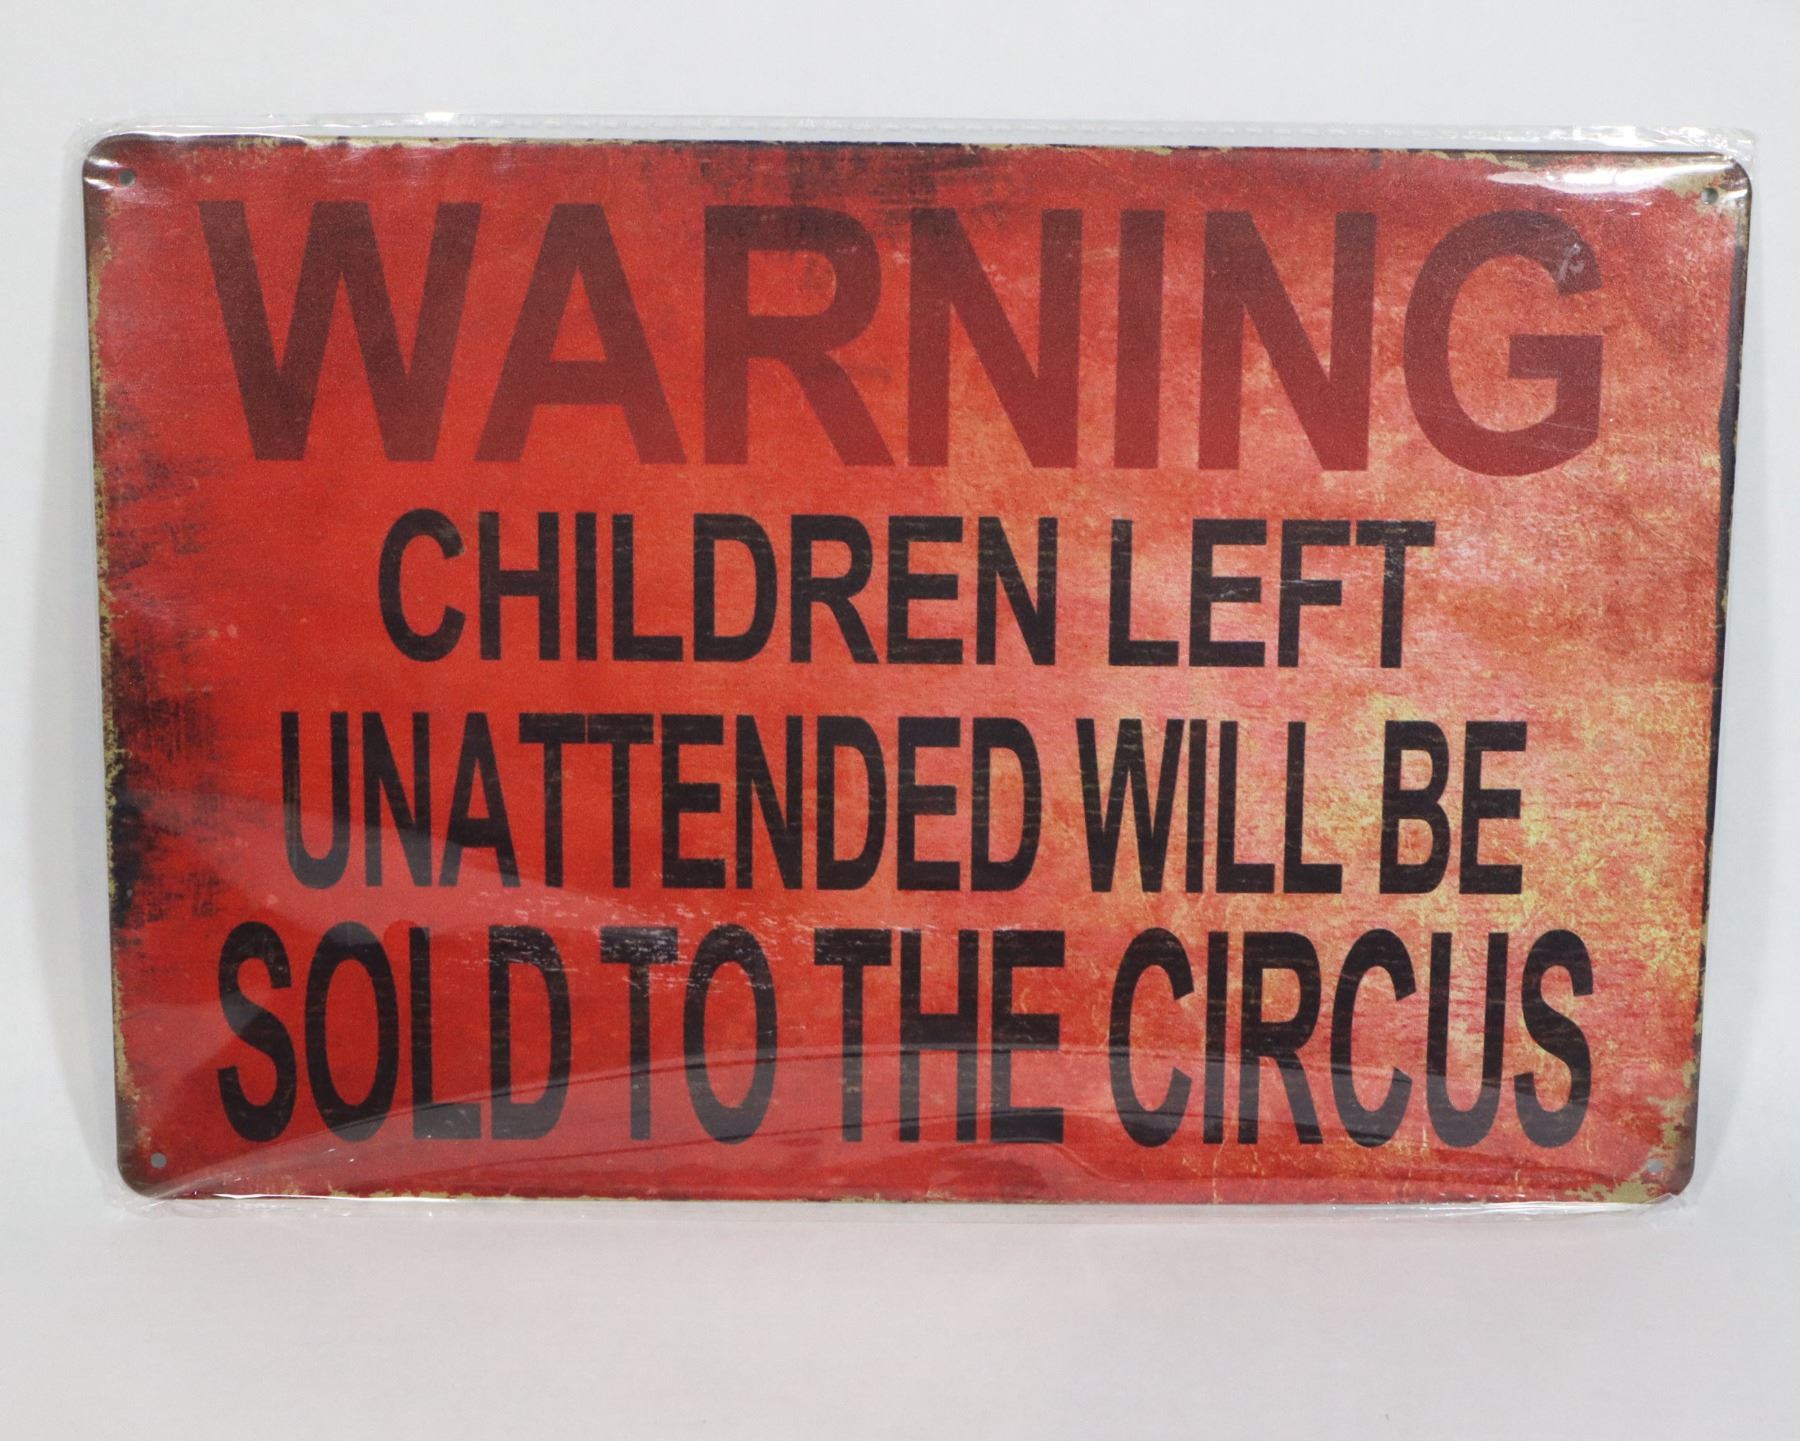 WARNING
CHILDREN LEFT
UNATTENDED WILL BE
SOLD TO THE CIRCUS